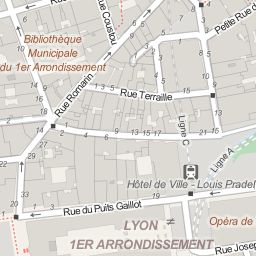 Rue Coustou
Petite Rue d
Bibliothèque
Municipale
du 1er Arrondissement
Rue Romarin
Rue Terraille
Ligne C
Ligne A
Hôtel de Ville - Louis Pradel
Rue du Puits Gaillot
Opéra de
LYON
1ER ARRONDISSEMENT
Rue Josep